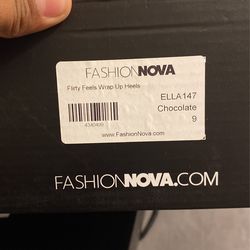 FASHIONNOVA
Flirty Feels Wrap Up Heels
ELLA147
Chocolate
9
www.FashionNova.com
FASHIONNOVA.COM